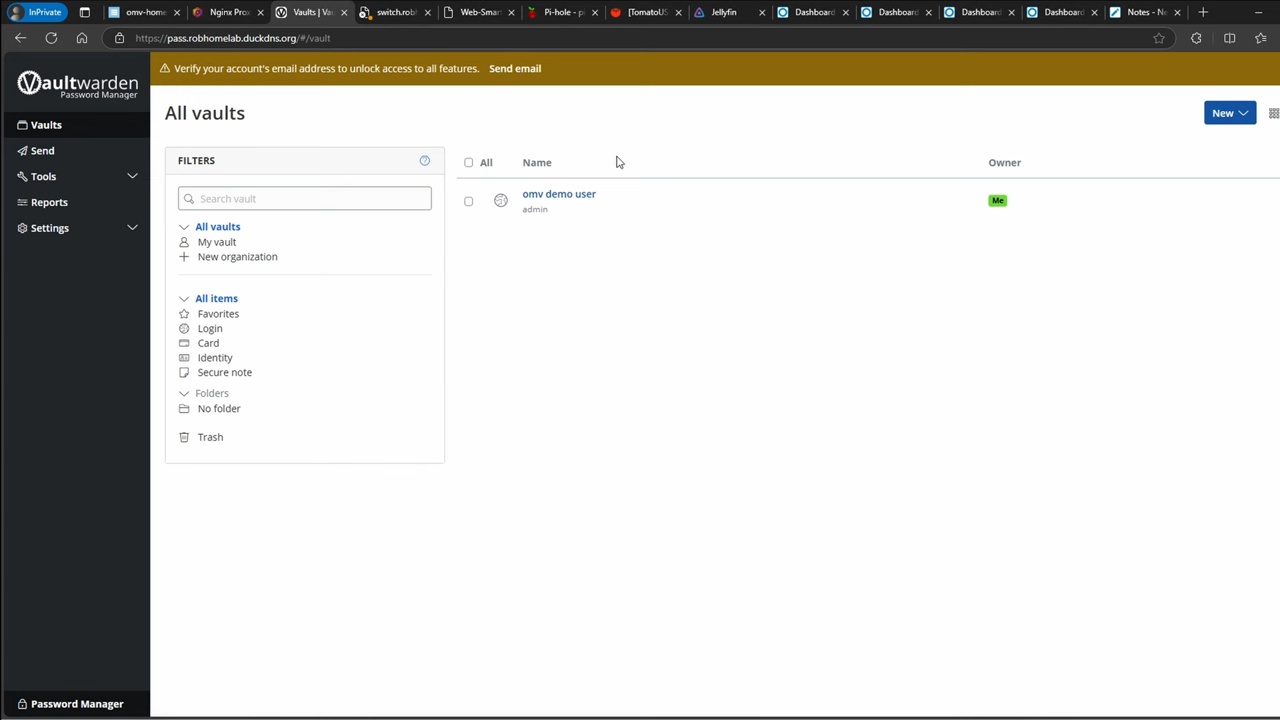 InPrivate
omv-home
Nginx Prox
Vaults | Vau
switch.robh
Web-Smar
Pi-hole - p
[TomatoUS
Jellyfin
Dashboard
Dashboard
Dashboard
Dashboard
Notes - Ne
https://pass.robhomelab.duckdns.org/#/vault
Vaultwarden
Password Manager
Verify your account's email address to unlock access to all features. Send email
Vaults
Send
Tools
Reports
Settings
All vaults
New
FILTERS
Search vault
All vaults
My vault
New organization
All items
Favorites
Login
Card
Identity
Secure note
Folders
No folder
Trash
All Name Owner
omv demo user
admin
Me
Password Manager